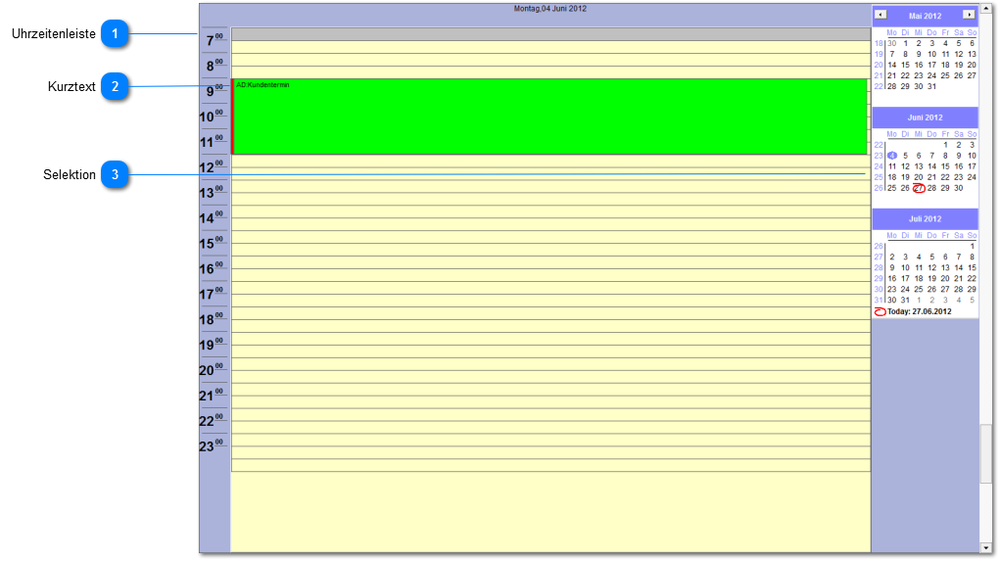 Montag,04 Juni 2012
Uhrzeitenleiste 1
Kurztext 2
Selektion 3
7 00
8 00
9 00
10 00
11 00
12 00
13 00
14 00
15 00
16 00
17 00
18 00
19 00
20 00
21 00
22 00
23 00
AD:Kundentermin
Mai 2012
Mo Di Mi Do Fr Sa So
18 30 1 2 3 4 5 6
19 7 8 9 10 11 12 13
20 14 15 16 17 18 19 20
21 21 22 23 24 25 26 27
22 28 29 30 31
Juni 2012
Mo Di Mi Do Fr Sa So
22 1 2 3
23 4 5 6 7 8 9 10
24 11 12 13 14 15 16 17
25 18 19 20 21 22 23 24
26 25 26 27 28 29 30
Juli 2012
Mo Di Mi Do Fr Sa So
26 1
27 2 3 4 5 6 7 8
28 9 10 11 12 13 14 15
29 16 17 18 19 20 21 22
30 23 24 25 26 27 28 29
31 30 31 1 2 3 4 5
Today: 27.06.2012